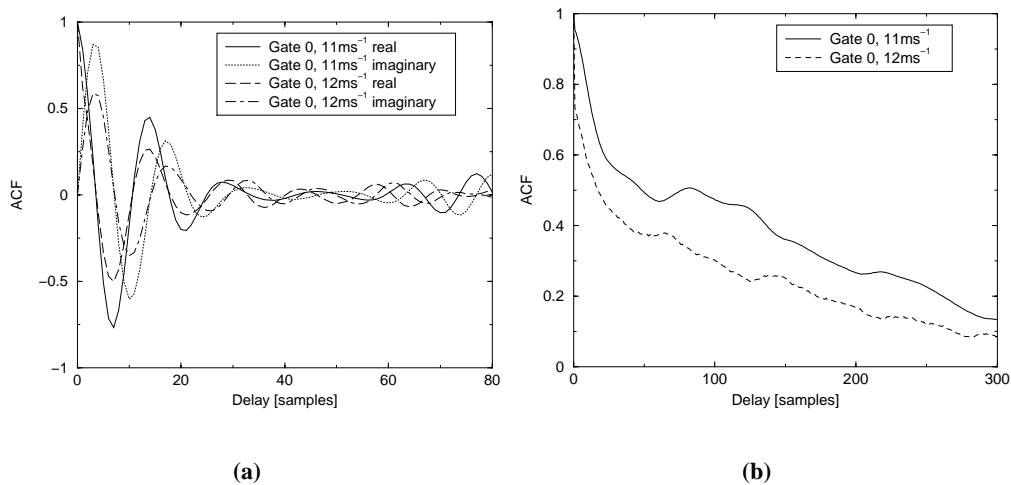 1
0.5
0
−0.5
−1
ACF
0
20
40
60
80
Delay [samples]
Gate 0, 11ms⁻¹ real
Gate 0, 11ms⁻¹ imaginary
Gate 0, 12ms⁻¹ real
Gate 0, 12ms⁻¹ imaginary
(a)
1
0.8
0.6
0.4
0.2
0
ACF
0
100
200
300
Delay [samples]
Gate 0, 11ms⁻¹
Gate 0, 12ms⁻¹
(b)